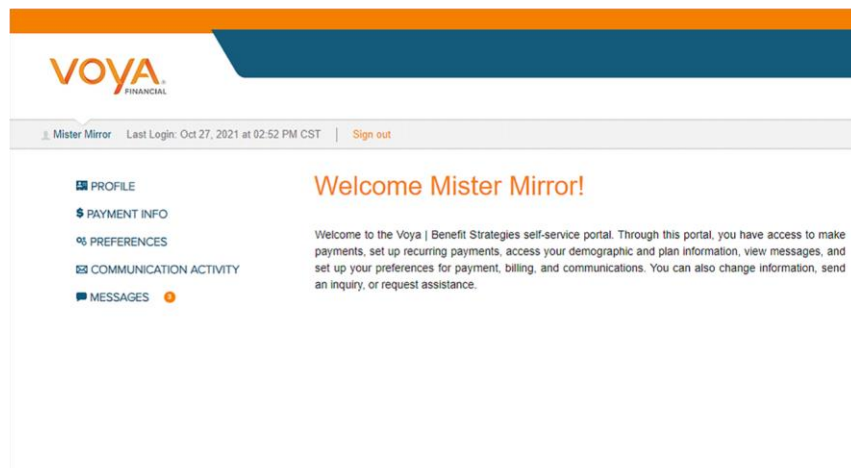 VOYA
FINANCIAL
Mister Mirror Last Login: Oct 27, 2021 at 02:52 PM CST | Sign out
PROFILE
$ PAYMENT INFO
PREFERENCES
COMMUNICATION ACTIVITY
MESSAGES 3
Welcome Mister Mirror!
Welcome to the Voya | Benefit Strategies self-service portal. Through this portal, you have access to make
payments, set up recurring payments, access your demographic and plan information, view messages, and
set up your preferences for payment, billing, and communications. You can also change information, send
an inquiry, or request assistance.